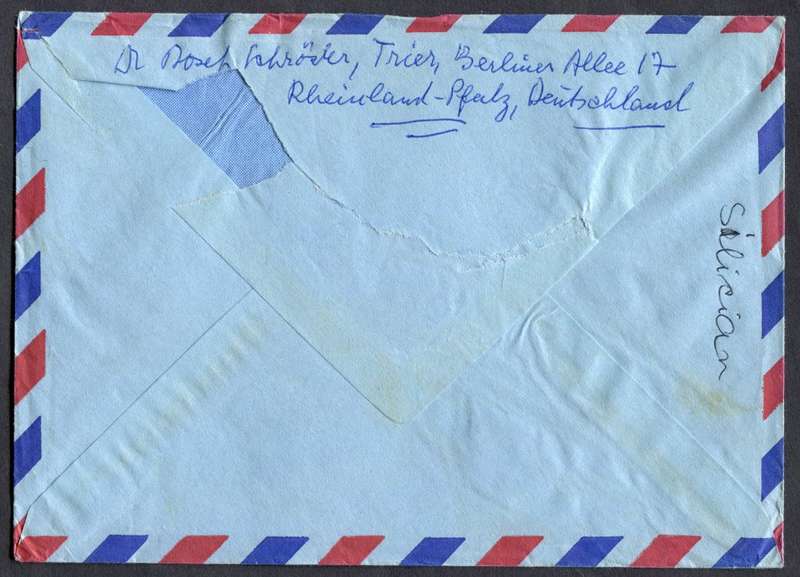 Dr Josef Schröder, Trier, Berliner Allee 17
Rheinland-Pfalz, Deutschland
Silician